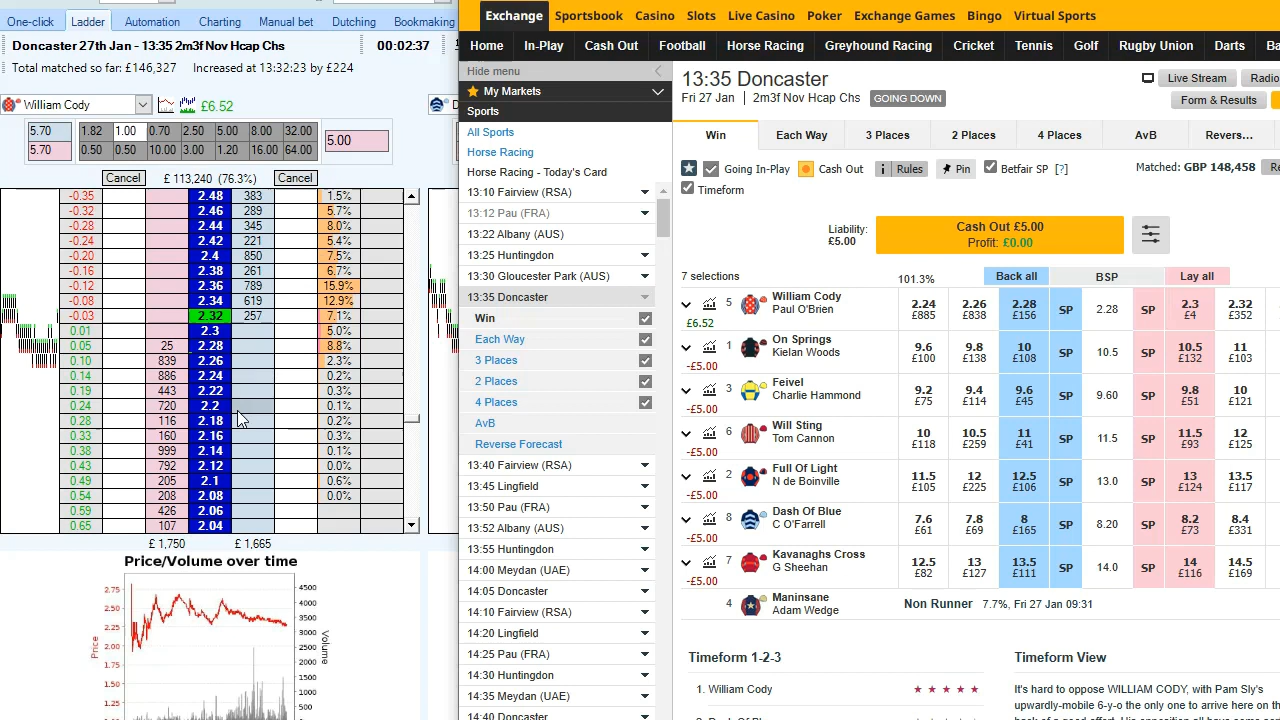 One-click Ladder Automation Charting Manual bet Dutching Bookmaking
Doncaster 27th Jan - 13:35 2m3f Nov Hcap Chs 00:02:37
Total matched so far: £146,327 Increased at 13:32:23 by £224
William Cody £6.52
5.70 1.82 1.00 0.70 2.50 5.00 8.00 32.00 5.00
5.70 0.50 0.50 10.00 3.00 1.20 16.00 64.00
Cancel £ 113,240 (76.3%) Cancel
-0.35 2.48 383 1.5%
-0.32 2.46 289 5.7%
-0.28 2.44 345 8.0%
-0.24 2.42 221 5.4%
-0.20 2.4 850 7.5%
-0.16 2.38 261 6.7%
-0.12 2.36 789 15.9%
-0.08 2.34 619 12.9%
-0.03 2.32 257 7.1%
0.01 2.3 5.0%
0.05 25 2.28 8.8%
0.10 839 2.26 2.3%
0.14 886 2.24 0.2%
0.19 443 2.22 0.3%
0.24 720 2.2 0.1%
0.28 116 2.18 0.2%
0.33 160 2.16 0.3%
0.38 999 2.14 0.1%
0.43 792 2.12 0.0%
0.49 205 2.1 0.6%
0.54 208 2.08 0.0%
0.59 426 2.06
0.65 107 2.04
£ 1,750 £ 1,665
Price/Volume over time
Price
2.75
2.50
2.25
2.00
1.75
1.50
1.25
4500
4000
3500
3000
2500
2000
1500
1000
500
0
Volume
Exchange Sportsbook Casino Slots Live Casino Poker Exchange Games Bingo Virtual Sports
Home In-Play Cash Out Football Horse Racing Greyhound Racing Cricket Tennis Golf Rugby Union Darts Ba
Hide menu
My Markets
Sports
All Sports
Horse Racing
Horse Racing - Today's Card
13:10 Fairview (RSA)
13:12 Pau (FRA)
13:22 Albany (AUS)
13:25 Huntingdon
13:30 Gloucester Park (AUS)
13:35 Doncaster
Win
Each Way
3 Places
2 Places
4 Places
AvB
Reverse Forecast
13:40 Fairview (RSA)
13:45 Lingfield
13:50 Pau (FRA)
13:52 Albany (AUS)
13:55 Huntingdon
14:00 Meydan (UAE)
14:05 Doncaster
14:10 Fairview (RSA)
14:20 Lingfield
14:25 Pau (FRA)
14:30 Huntingdon
14:35 Meydan (UAE)
14:40 Doncaster
13:35 Doncaster Live Stream Radio
Fri 27 Jan | 2m3f Nov Hcap Chs GOING DOWN Form & Results
Win Each Way 3 Places 2 Places 4 Places AvB Revers...
Going In-Play Cash Out Rules Pin Betfair SP [?] Matched: GBP 148,458 Re
Timeform
Liability: £5.00
Cash Out £5.00
Profit: £0.00
7 selections 101.3% Back all BSP Lay all
5 William Cody 2.24 2.26 2.28 SP 2.28 SP 2.3 2.32
£6.52 Paul O'Brien £885 £838 £156 £4 £352
1 On Springs 9.6 9.8 10 SP 10.5 SP 10.5 11
-£5.00 Kielan Woods £100 £138 £108 £132 £103
3 Feivel 9.2 9.4 9.6 SP 9.60 SP 9.8 10
-£5.00 Charlie Hammond £75 £114 £45 £51 £121
6 Will Sting 10 10.5 11 SP 11.5 SP 11.5 12
-£5.00 Tom Cannon £118 £259 £41 £93 £125
2 Full Of Light 11.5 12 12.5 SP 13.0 SP 13 13.5
-£5.00 N de Boinville £105 £225 £106 £124 £117
8 Dash Of Blue 7.6 7.8 8 SP 8.20 SP 8.2 8.4
-£5.00 C O'Farrell £61 £69 £165 £73 £331
7 Kavanaghs Cross 12.5 13 13.5 SP 14.0 SP 14 14.5
-£5.00 G Sheehan £82 £127 £111 £116 £169
4 Maninsane Non Runner 7.7%, Fri 27 Jan 09:31
Adam Wedge
Timeform 1-2-3
1. William Cody
Timeform View
It's hard to oppose WILLIAM CODY, with Pam Sly's
upwardly-mobile 6-y-o the only one to arrive here on